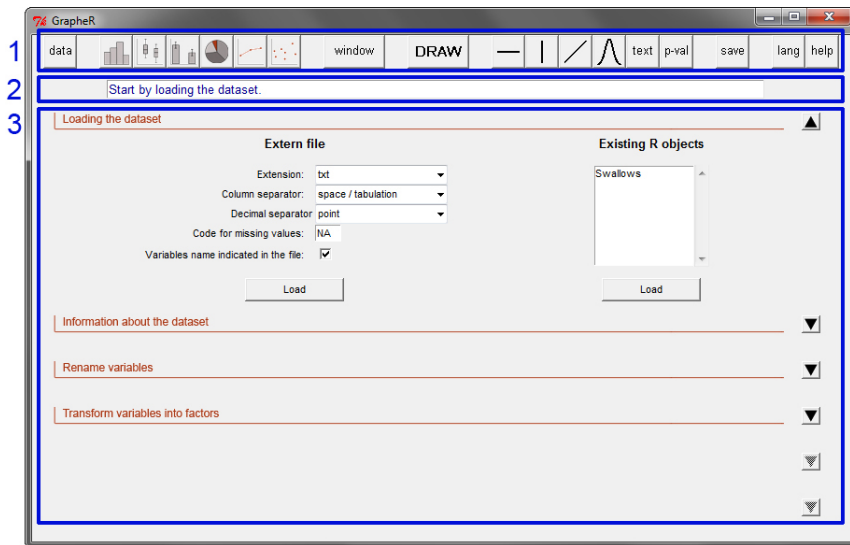 GrapheR
1 data window DRAW text p-val save lang help
2 Start by loading the dataset.
3 Loading the dataset
Extern file Existing R objects
Extension: txt Swallows
Column separator: space / tabulation
Decimal separator point
Code for missing values: NA
Variables name indicated in the file:
Load Load
Information about the dataset
Rename variables
Transform variables into factors